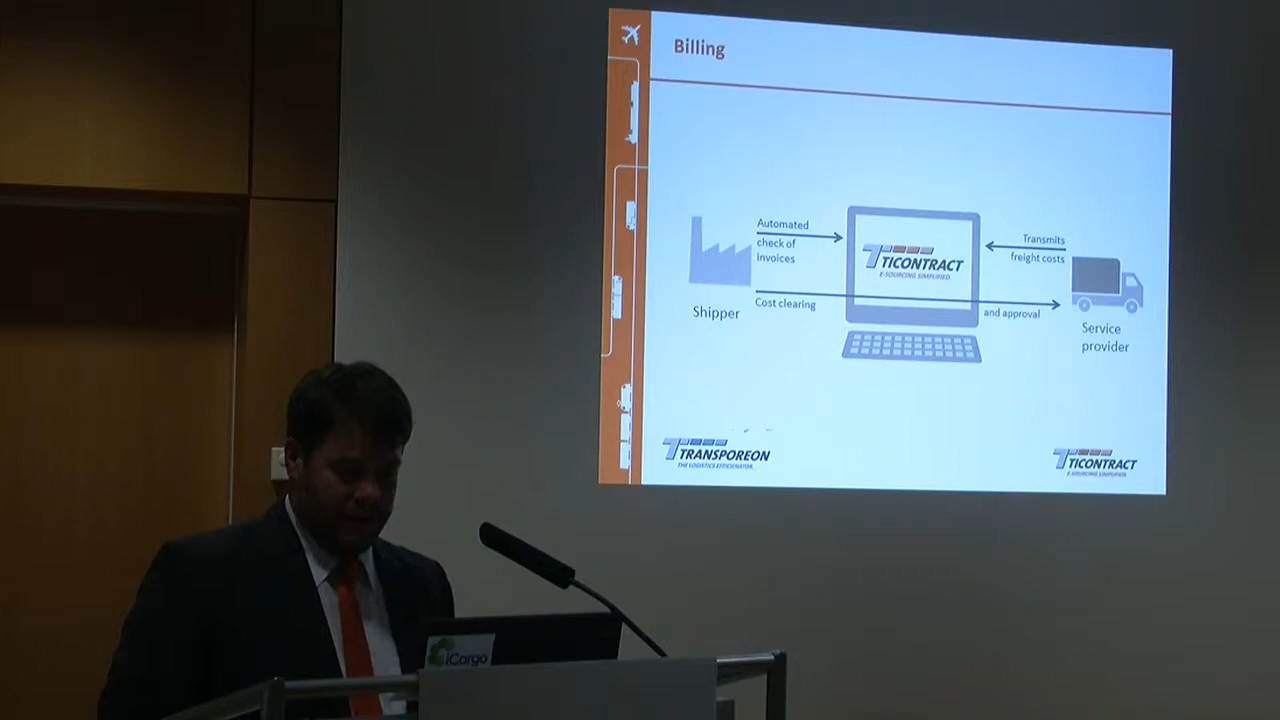 Billing
Automated
check of
invoices
TICONTRACT
E-SOURCING SIMPLIFIED.
Transmits
freight costs
Cost clearing
and approval
Shipper
Service
provider
TRANSPOREON
THE LOGISTICS EFFICIENATOR.
TICONTRACT
E-SOURCING SIMPLIFIED.
iCargo